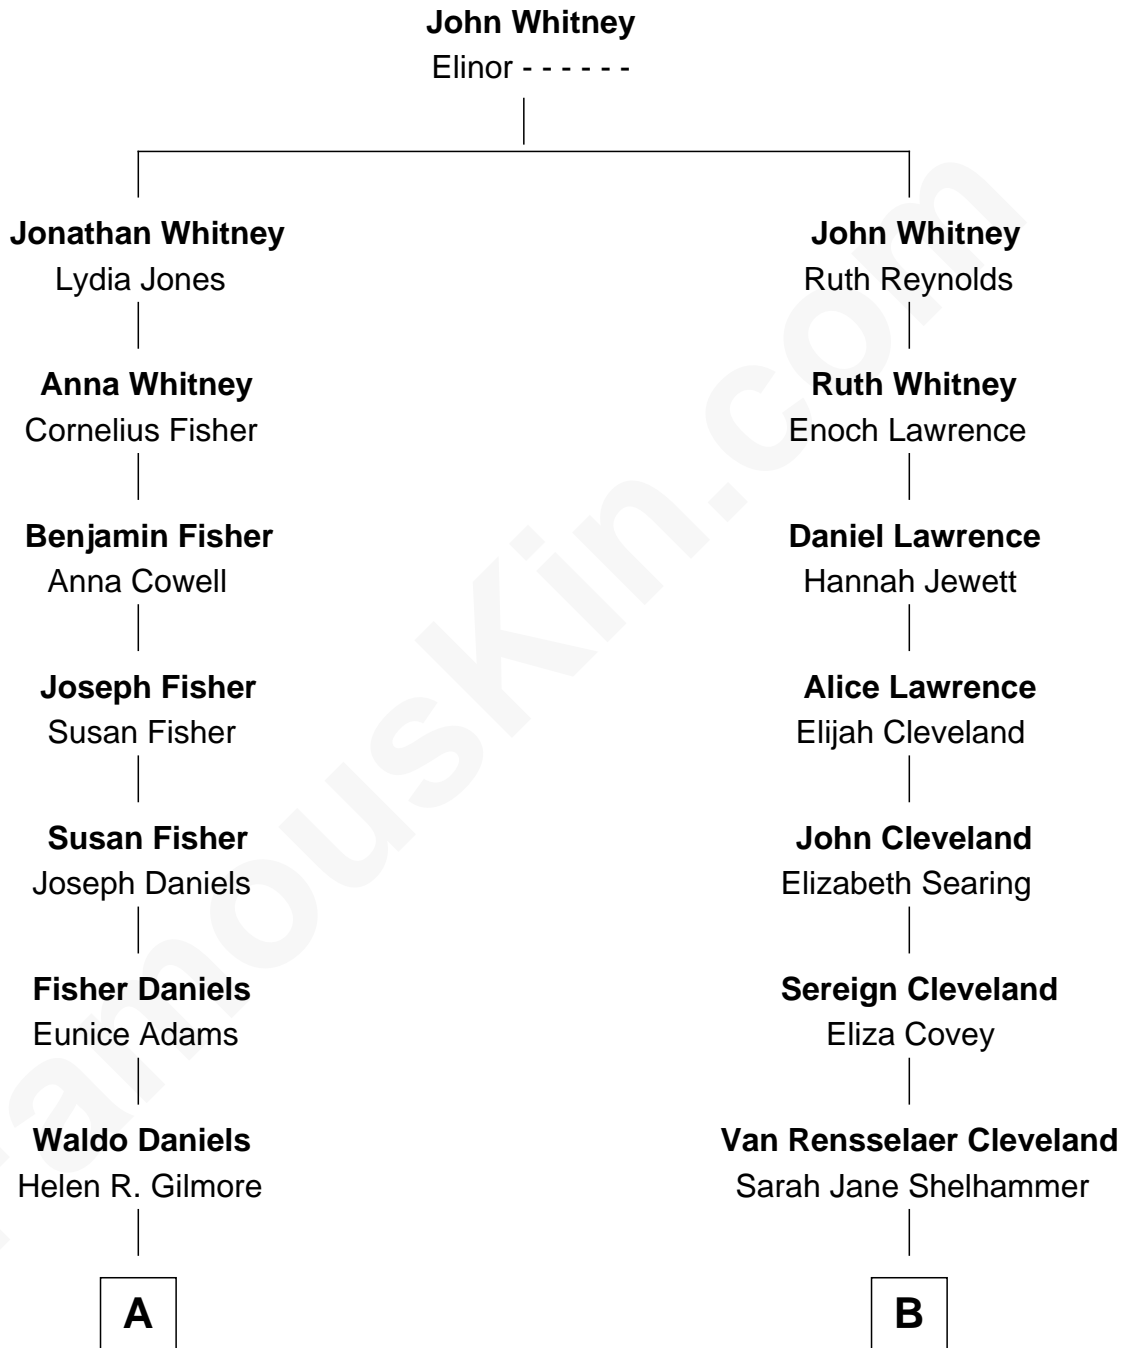 John Whitney
Elinor - - - - - -
Jonathan Whitney
Lydia Jones
John Whitney
Ruth Reynolds
Anna Whitney
Cornelius Fisher
Ruth Whitney
Enoch Lawrence
Benjamin Fisher
Anna Cowell
Daniel Lawrence
Hannah Jewett
Joseph Fisher
Susan Fisher
Alice Lawrence
Elijah Cleveland
Susan Fisher
Joseph Daniels
John Cleveland
Elizabeth Searing
Fisher Daniels
Eunice Adams
Sereign Cleveland
Eliza Covey
Waldo Daniels
Helen R. Gilmore
Van Rensselaer Cleveland
Sarah Jane Shelhammer
A
B
FamousKin.com